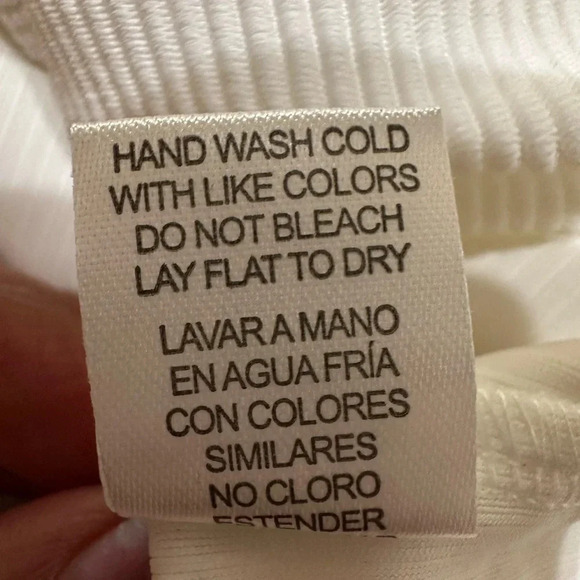 HAND WASH COLD
WITH LIKE COLORS
DO NOT BLEACH
LAY FLAT TO DRY
LAVAR A MANO
EN AGUA FRÍA
CON COLORES
SIMILARES
NO CLORO
ESTENDER